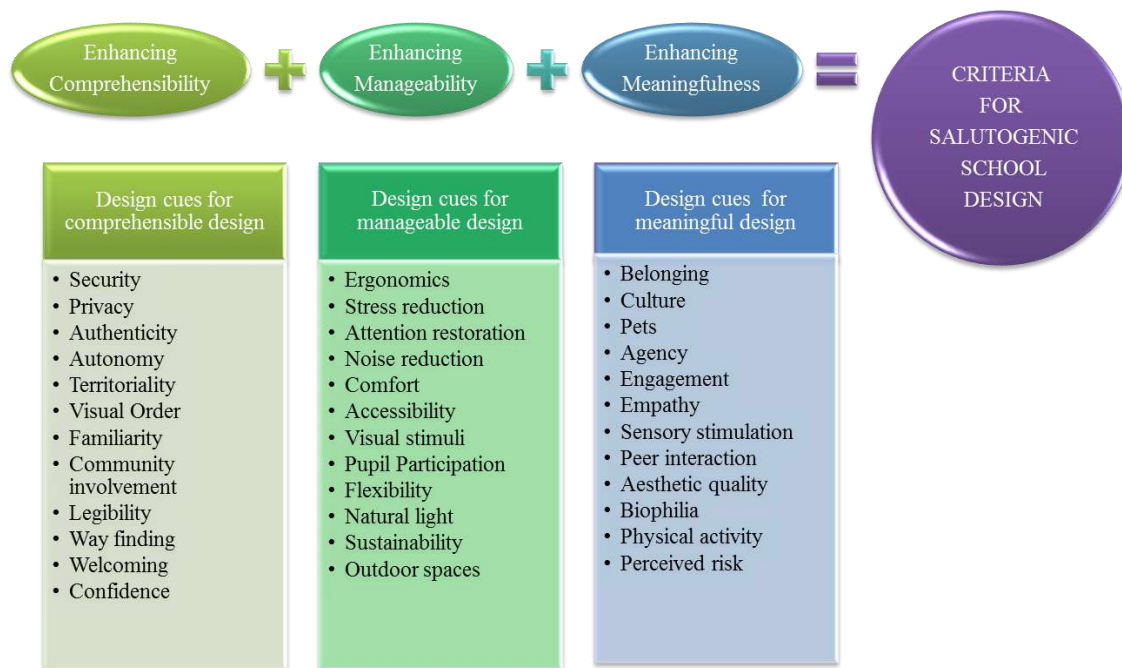 Enhancing
Comprehensibility
+
Enhancing
Manageability
+
Enhancing
Meaningfulness
=
CRITERIA
FOR
SALUTOGENIC
SCHOOL
DESIGN
Design cues for
comprehensible design
• Security
• Privacy
• Authenticity
• Autonomy
• Territoriality
• Visual Order
• Familiarity
• Community
involvement
• Legibility
• Way finding
• Welcoming
• Confidence
Design cues for
manageable design
• Ergonomics
• Stress reduction
• Attention restoration
• Noise reduction
• Comfort
• Accessibility
• Visual stimuli
• Pupil Participation
• Flexibility
• Natural light
• Sustainability
• Outdoor spaces
Design cues for
meaningful design
• Belonging
• Culture
• Pets
• Agency
• Engagement
• Empathy
• Sensory stimulation
• Peer interaction
• Aesthetic quality
• Biophilia
• Physical activity
• Perceived risk